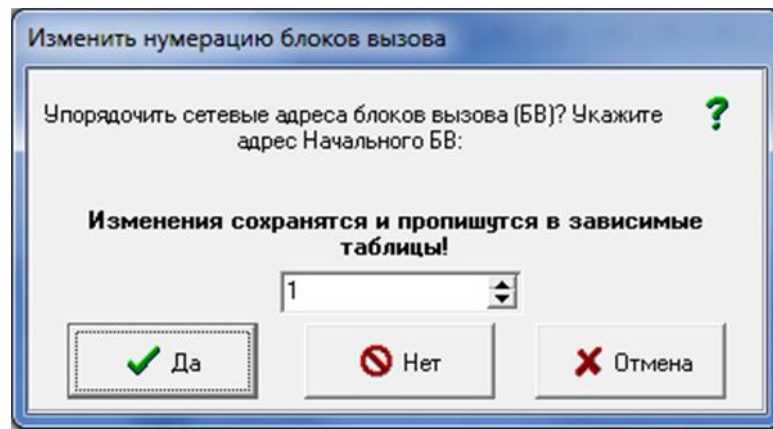 Изменить нумерацию блоков вызова
Упорядочить сетевые адреса блоков вызова (БВ)? Укажите
адрес Начального БВ:
Изменения сохранятся и пропишутся в зависимые
таблицы!
1
Да
Нет
Отмена